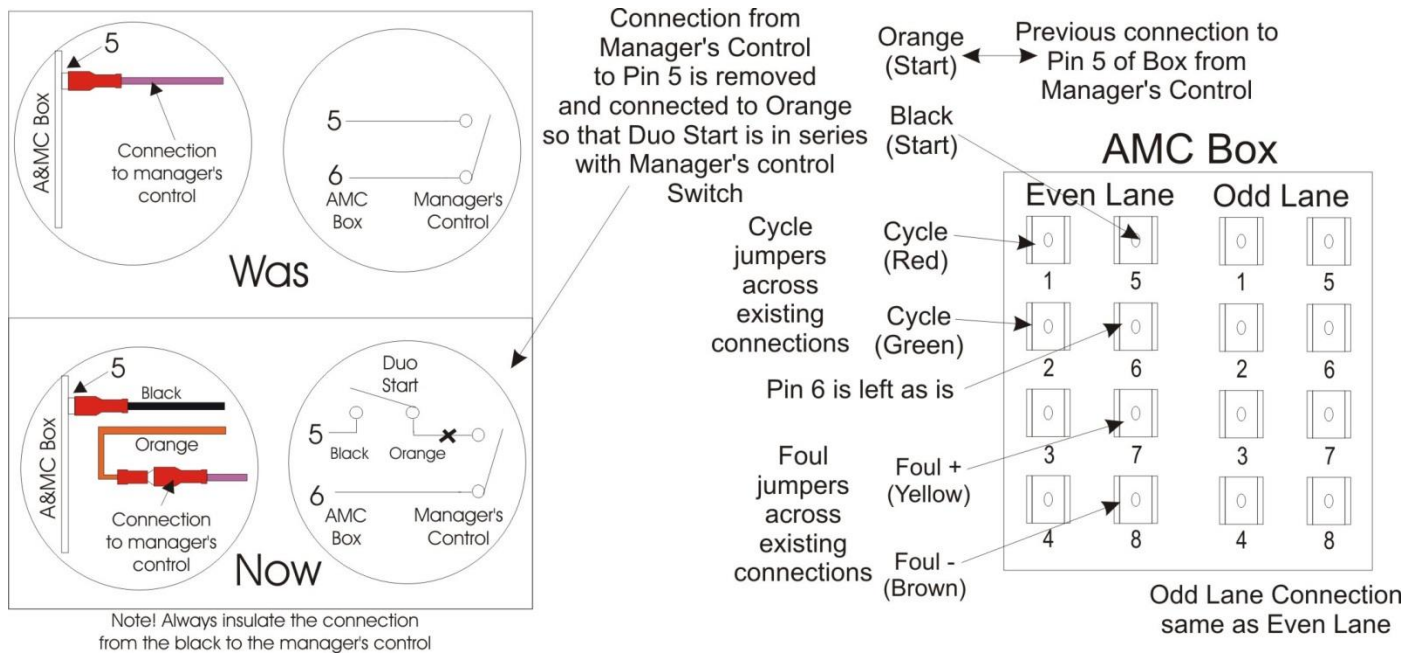 5
A&MC Box
Connection
to manager's
control
5
6
AMC
Box
Manager's
Control
Was
5
Black
A&MC Box
Orange
Connection
to manager's
control
Duo
Start
5
Black
Orange
6
AMC
Box
Manager's
Control
Now
Note! Always insulate the connection
from the black to the manager's control
Connection from
Manager's Control
to Pin 5 is removed
and connected to Orange
so that Duo Start is in series
with Manager's control
Switch
Orange
(Start)
Previous connection to
Pin 5 of Box from
Manager's Control
Black
(Start)
Cycle
jumpers
across
existing
connections
Cycle
(Red)
Cycle
(Green)
Pin 6 is left as is
Foul
jumpers
across
existing
connections
Foul +
(Yellow)
Foul -
(Brown)
AMC Box
Even Lane Odd Lane
1 5 1 5
2 6 2 6
3 7 3 7
4 8 4 8
Odd Lane Connection
same as Even Lane